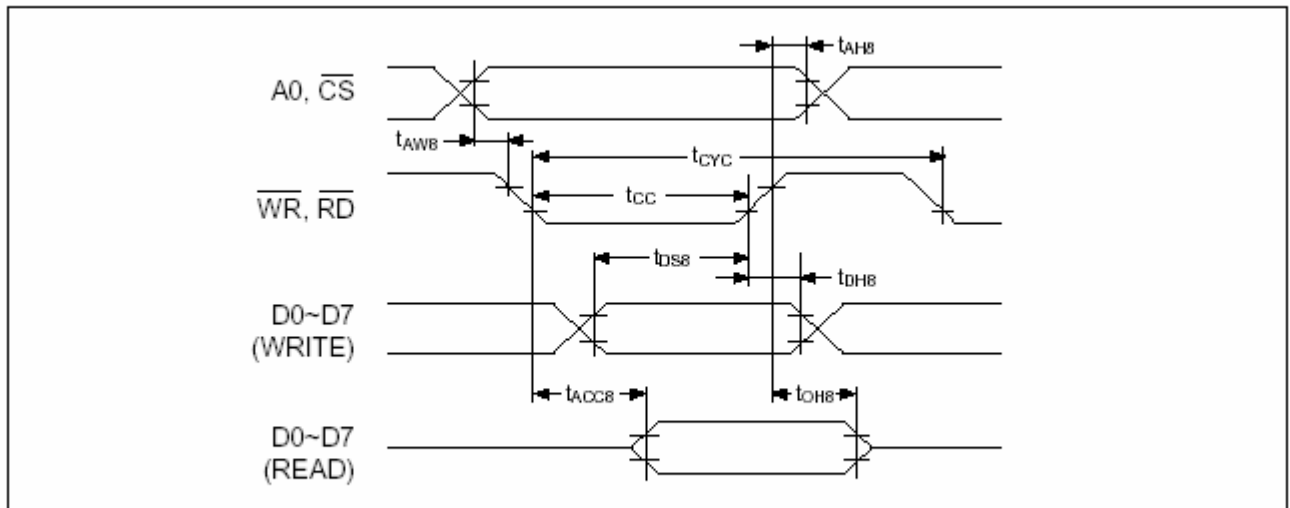 tAH8
A0, CS
tAW8
tCYC
WR, RD
tCC
tDS8
tDH8
D0~D7
(WRITE)
tACC8
tOH8
D0~D7
(READ)